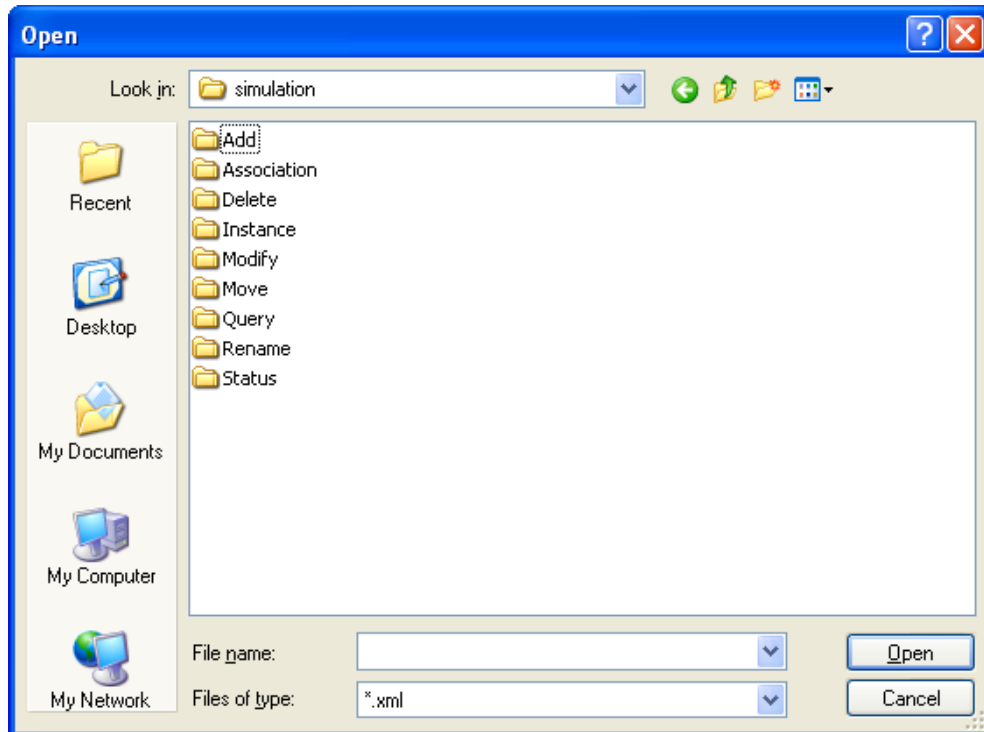 Open
Look in: simulation
Recent
Desktop
My Documents
My Computer
My Network
Add
Association
Delete
Instance
Modify
Move
Query
Rename
Status
File name:
Open
Files of type: *.xml
Cancel